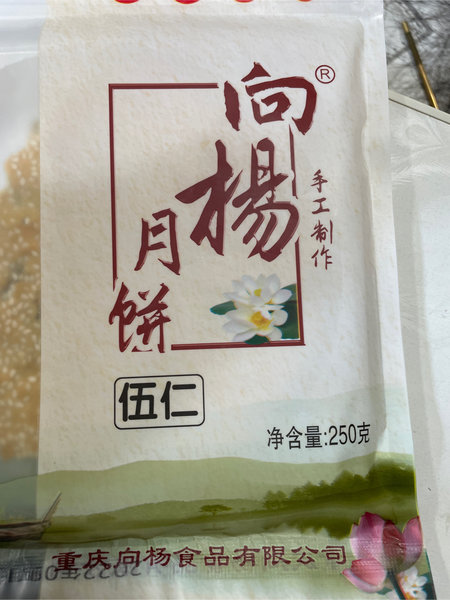 向楊®
月餅
手工制作
伍仁
净含量:250克
重庆向杨食品有限公司